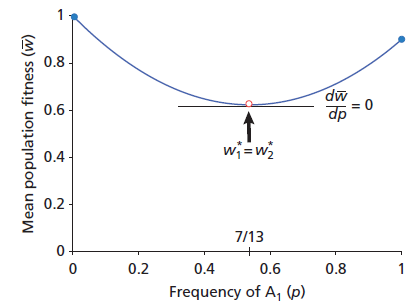 Mean population fitness (w̅)
1
0.8
0.6
0.4
0.2
0
dw̅/dp = 0
w₁* = w₂*
7/13
0 0.2 0.4 0.6 0.8 1
Frequency of A₁ (p)